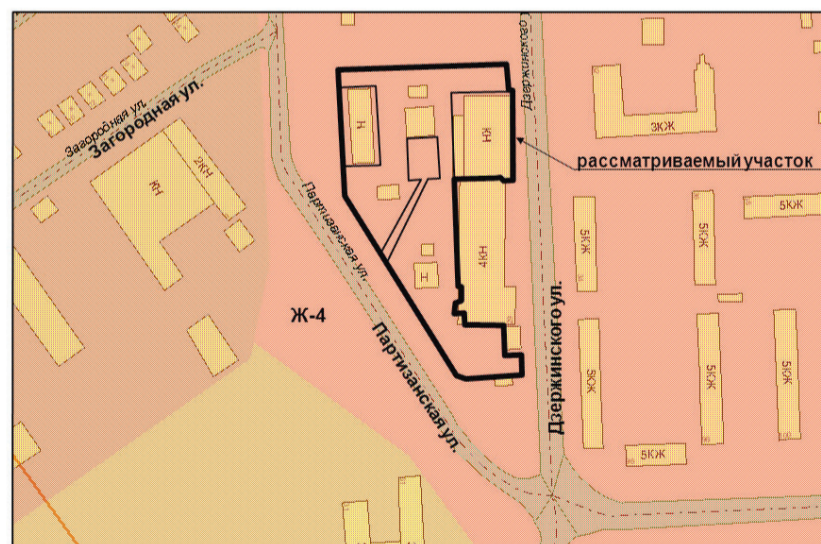 Дзержинского
Загородная ул.
Загородная ул.
КН
2КН
Н
КН
рассматриваемый участок
3КЖ
Партизанская ул.
4КН
Н
5КЖ
5КЖ
5КЖ
Ж-4
Партизанская ул.
Дзержинского ул.
5КЖ
5КЖ
5КЖ
5КЖ